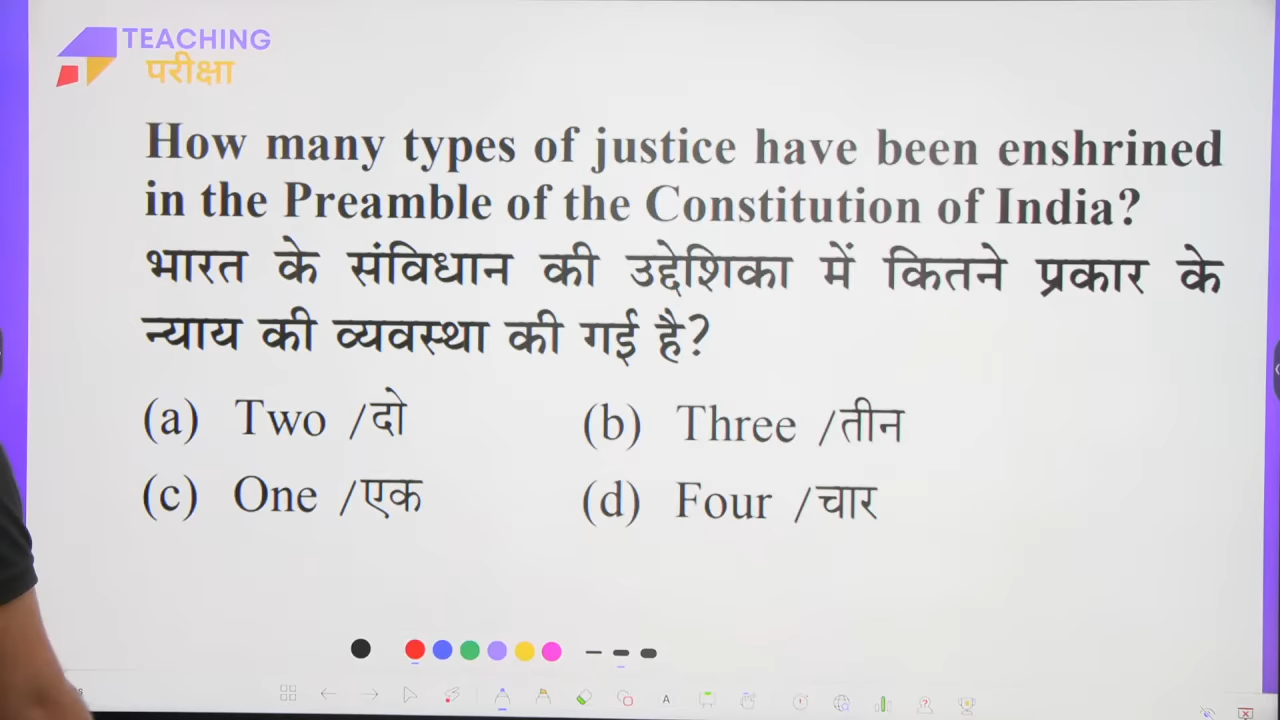 TEACHING
परीक्षा
How many types of justice have been enshrined
in the Preamble of the Constitution of India?
भारत के संविधान की उद्देशिका में कितने प्रकार के
न्याय की व्यवस्था की गई है?
(a) Two /दो (b) Three /तीन
(c) One /एक (d) Four /चार
A